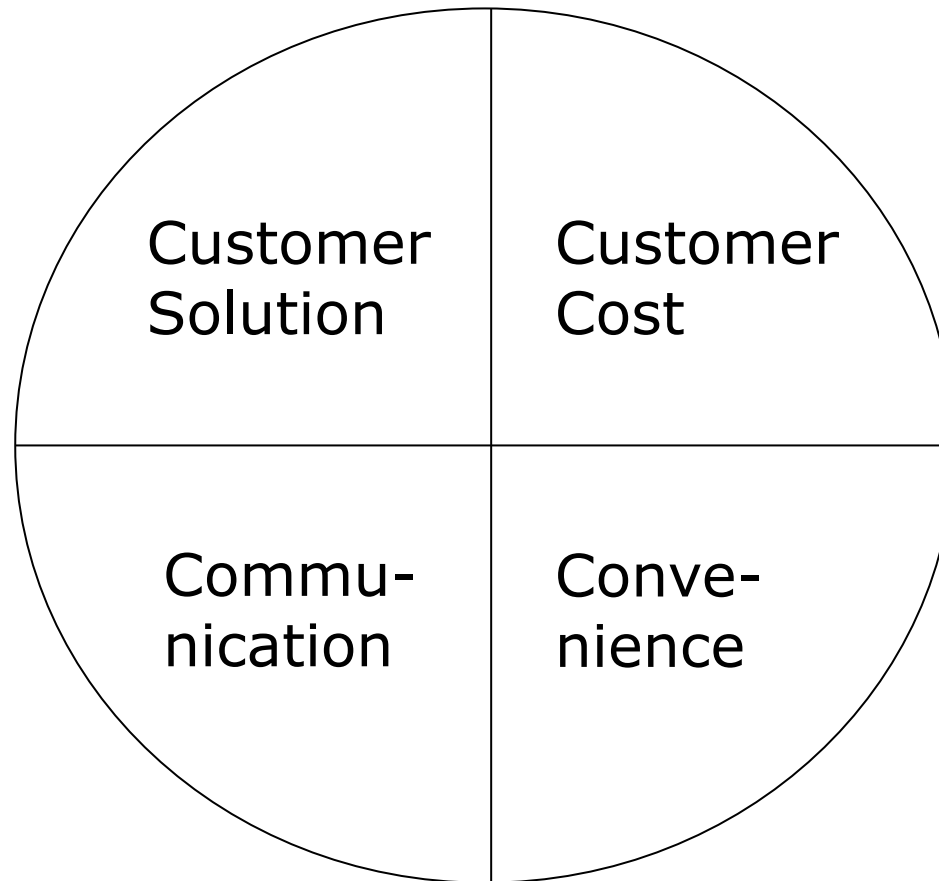 Customer
Solution
Customer
Cost
Commu-
nication
Conve-
nience